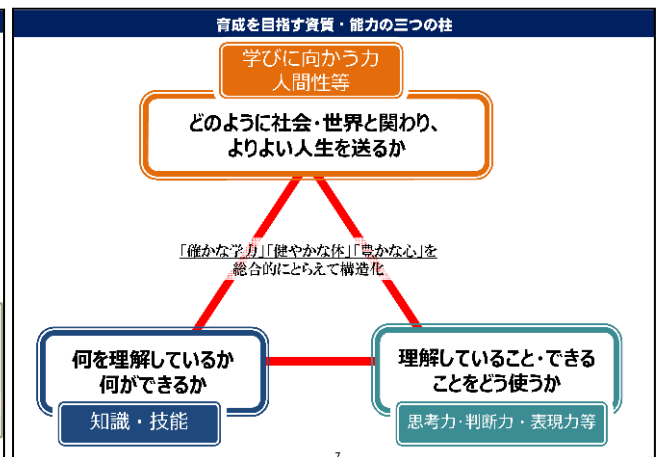 育成を目指す資質・能力の三つの柱
学びに向かう力
人間性等
どのように社会・世界と関わり、
よりよい人生を送るか
「確かな学力」「健やかな体」「豊かな心」を
総合的にとらえて構造化
何を理解しているか
何ができるか
知識・技能
理解していること・できる
ことをどう使うか
思考力・判断力・表現力等
7